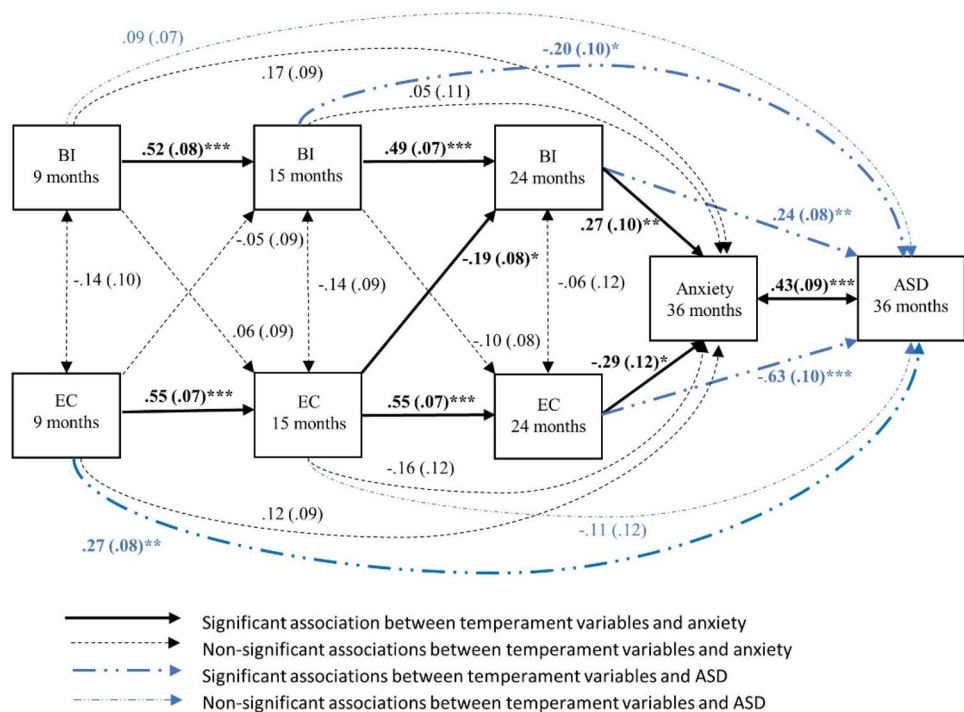 .09 (.07)
-.20 (.10)*
.17 (.09)
.05 (.11)
BI
9 months
.52 (.08)***
BI
15 months
.49 (.07)***
BI
24 months
.24 (.08)**
.27 (.10)**
-.05 (.09)
-.19 (.08)*
-.14 (.10)
-.14 (.09)
-.06 (.12)
Anxiety
36 months
.43(.09)***
ASD
36 months
.06 (.09)
-.10 (.08)
-.29 (.12)*
-.63 (.10)***
EC
9 months
.55 (.07)***
EC
15 months
.55 (.07)***
EC
24 months
-.16 (.12)
.12 (.09)
-.11 (.12)
.27 (.08)**
Significant association between temperament variables and anxiety
Non-significant associations between temperament variables and anxiety
Significant associations between temperament variables and ASD
Non-significant associations between temperament variables and ASD